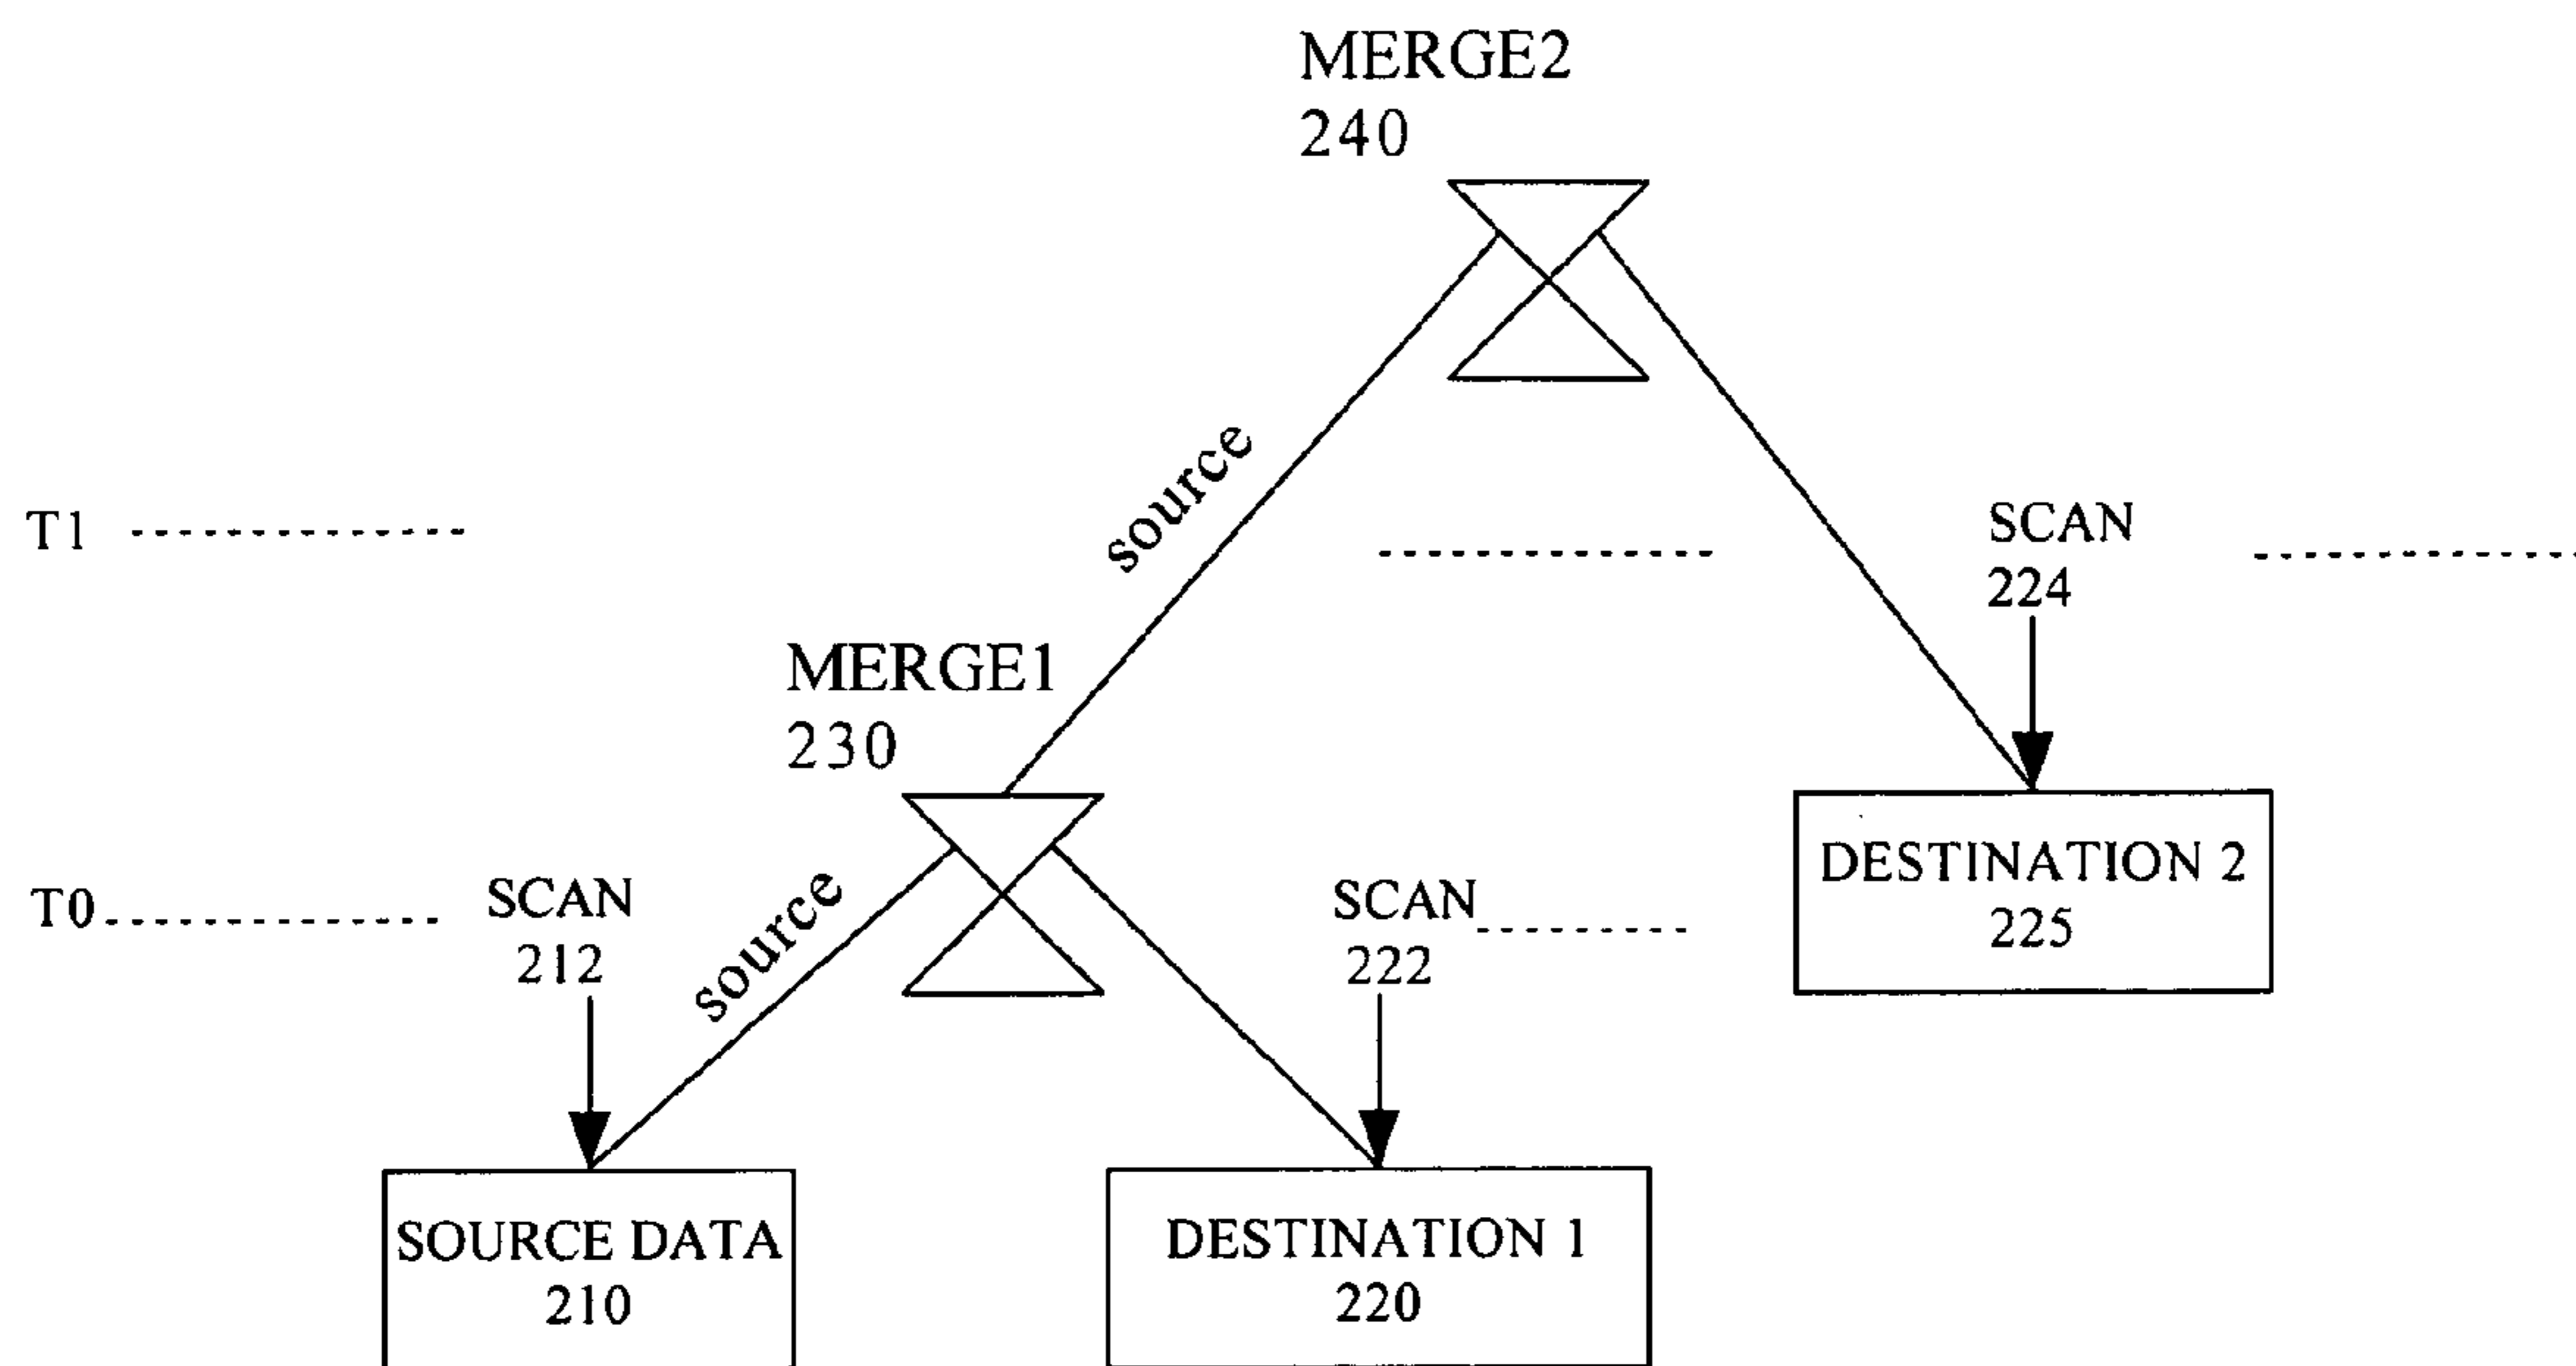 MERGE2
240
source
T1
SCAN
224
MERGE1
230
DESTINATION 2
225
T0
SCAN
212
source
SCAN
222
SOURCE DATA
210
DESTINATION 1
220